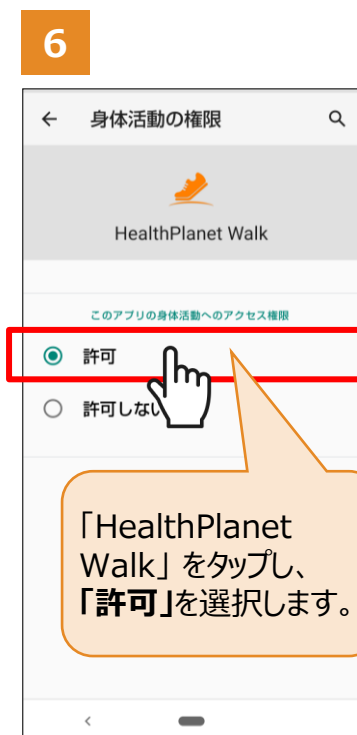 6
身体活動の権限
HealthPlanet Walk
このアプリの身体活動へのアクセス権限
許可
許可しない
「HealthPlanet
Walk」をタップし、
「許可」を選択します。